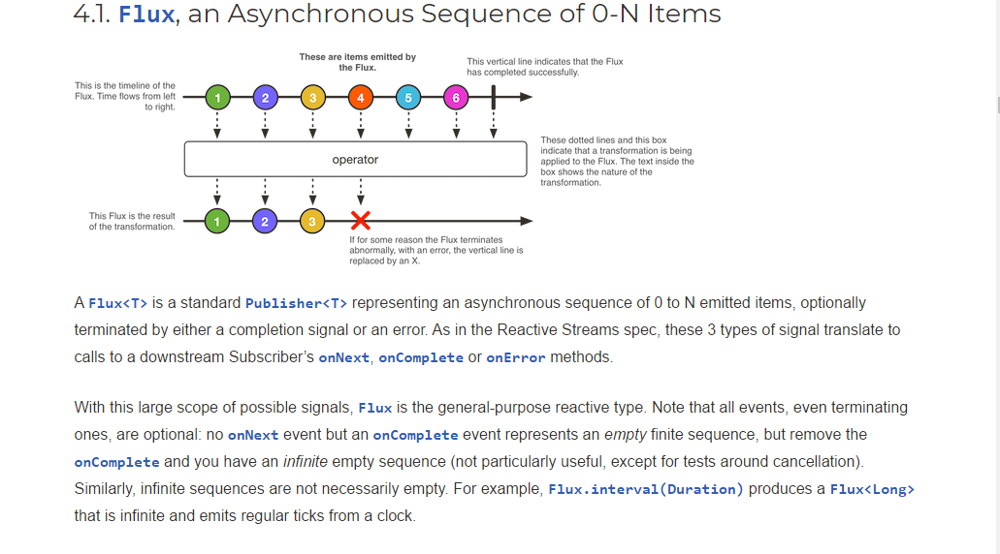 4.1. Flux, an Asynchronous Sequence of 0-N Items
These are items emitted by
the Flux.
This vertical line indicates that the Flux
has completed successfully.
This is the timeline of the
Flux. Time flows from left
to right.
1 2 3 4 5 6
These dotted lines and this box
indicate that a transformation is being
applied to the Flux. The text inside the
box shows the nature of the
transformation.
operator
This Flux is the result
of the transformation.
1 2 3
If for some reason the Flux terminates
abnormally, with an error, the vertical line is
replaced by an X.
A Flux<T> is a standard Publisher<T> representing an asynchronous sequence of 0 to N emitted items, optionally
terminated by either a completion signal or an error. As in the Reactive Streams spec, these 3 types of signal translate to
calls to a downstream Subscriber’s onNext, onComplete or onError methods.
With this large scope of possible signals, Flux is the general-purpose reactive type. Note that all events, even terminating
ones, are optional: no onNext event but an onComplete event represents an empty finite sequence, but remove the
onComplete and you have an infinite empty sequence (not particularly useful, except for tests around cancellation).
Similarly, infinite sequences are not necessarily empty. For example, Flux.interval(Duration) produces a Flux<Long>
that is infinite and emits regular ticks from a clock.